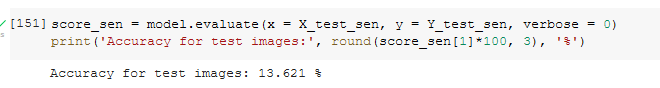 [151] score_sen = model.evaluate(x = X_test_sen, y = Y_test_sen, verbose = 0)
s
print('Accuracy for test images:', round(score_sen[1]*100, 3), '%')
Accuracy for test images: 13.621 %